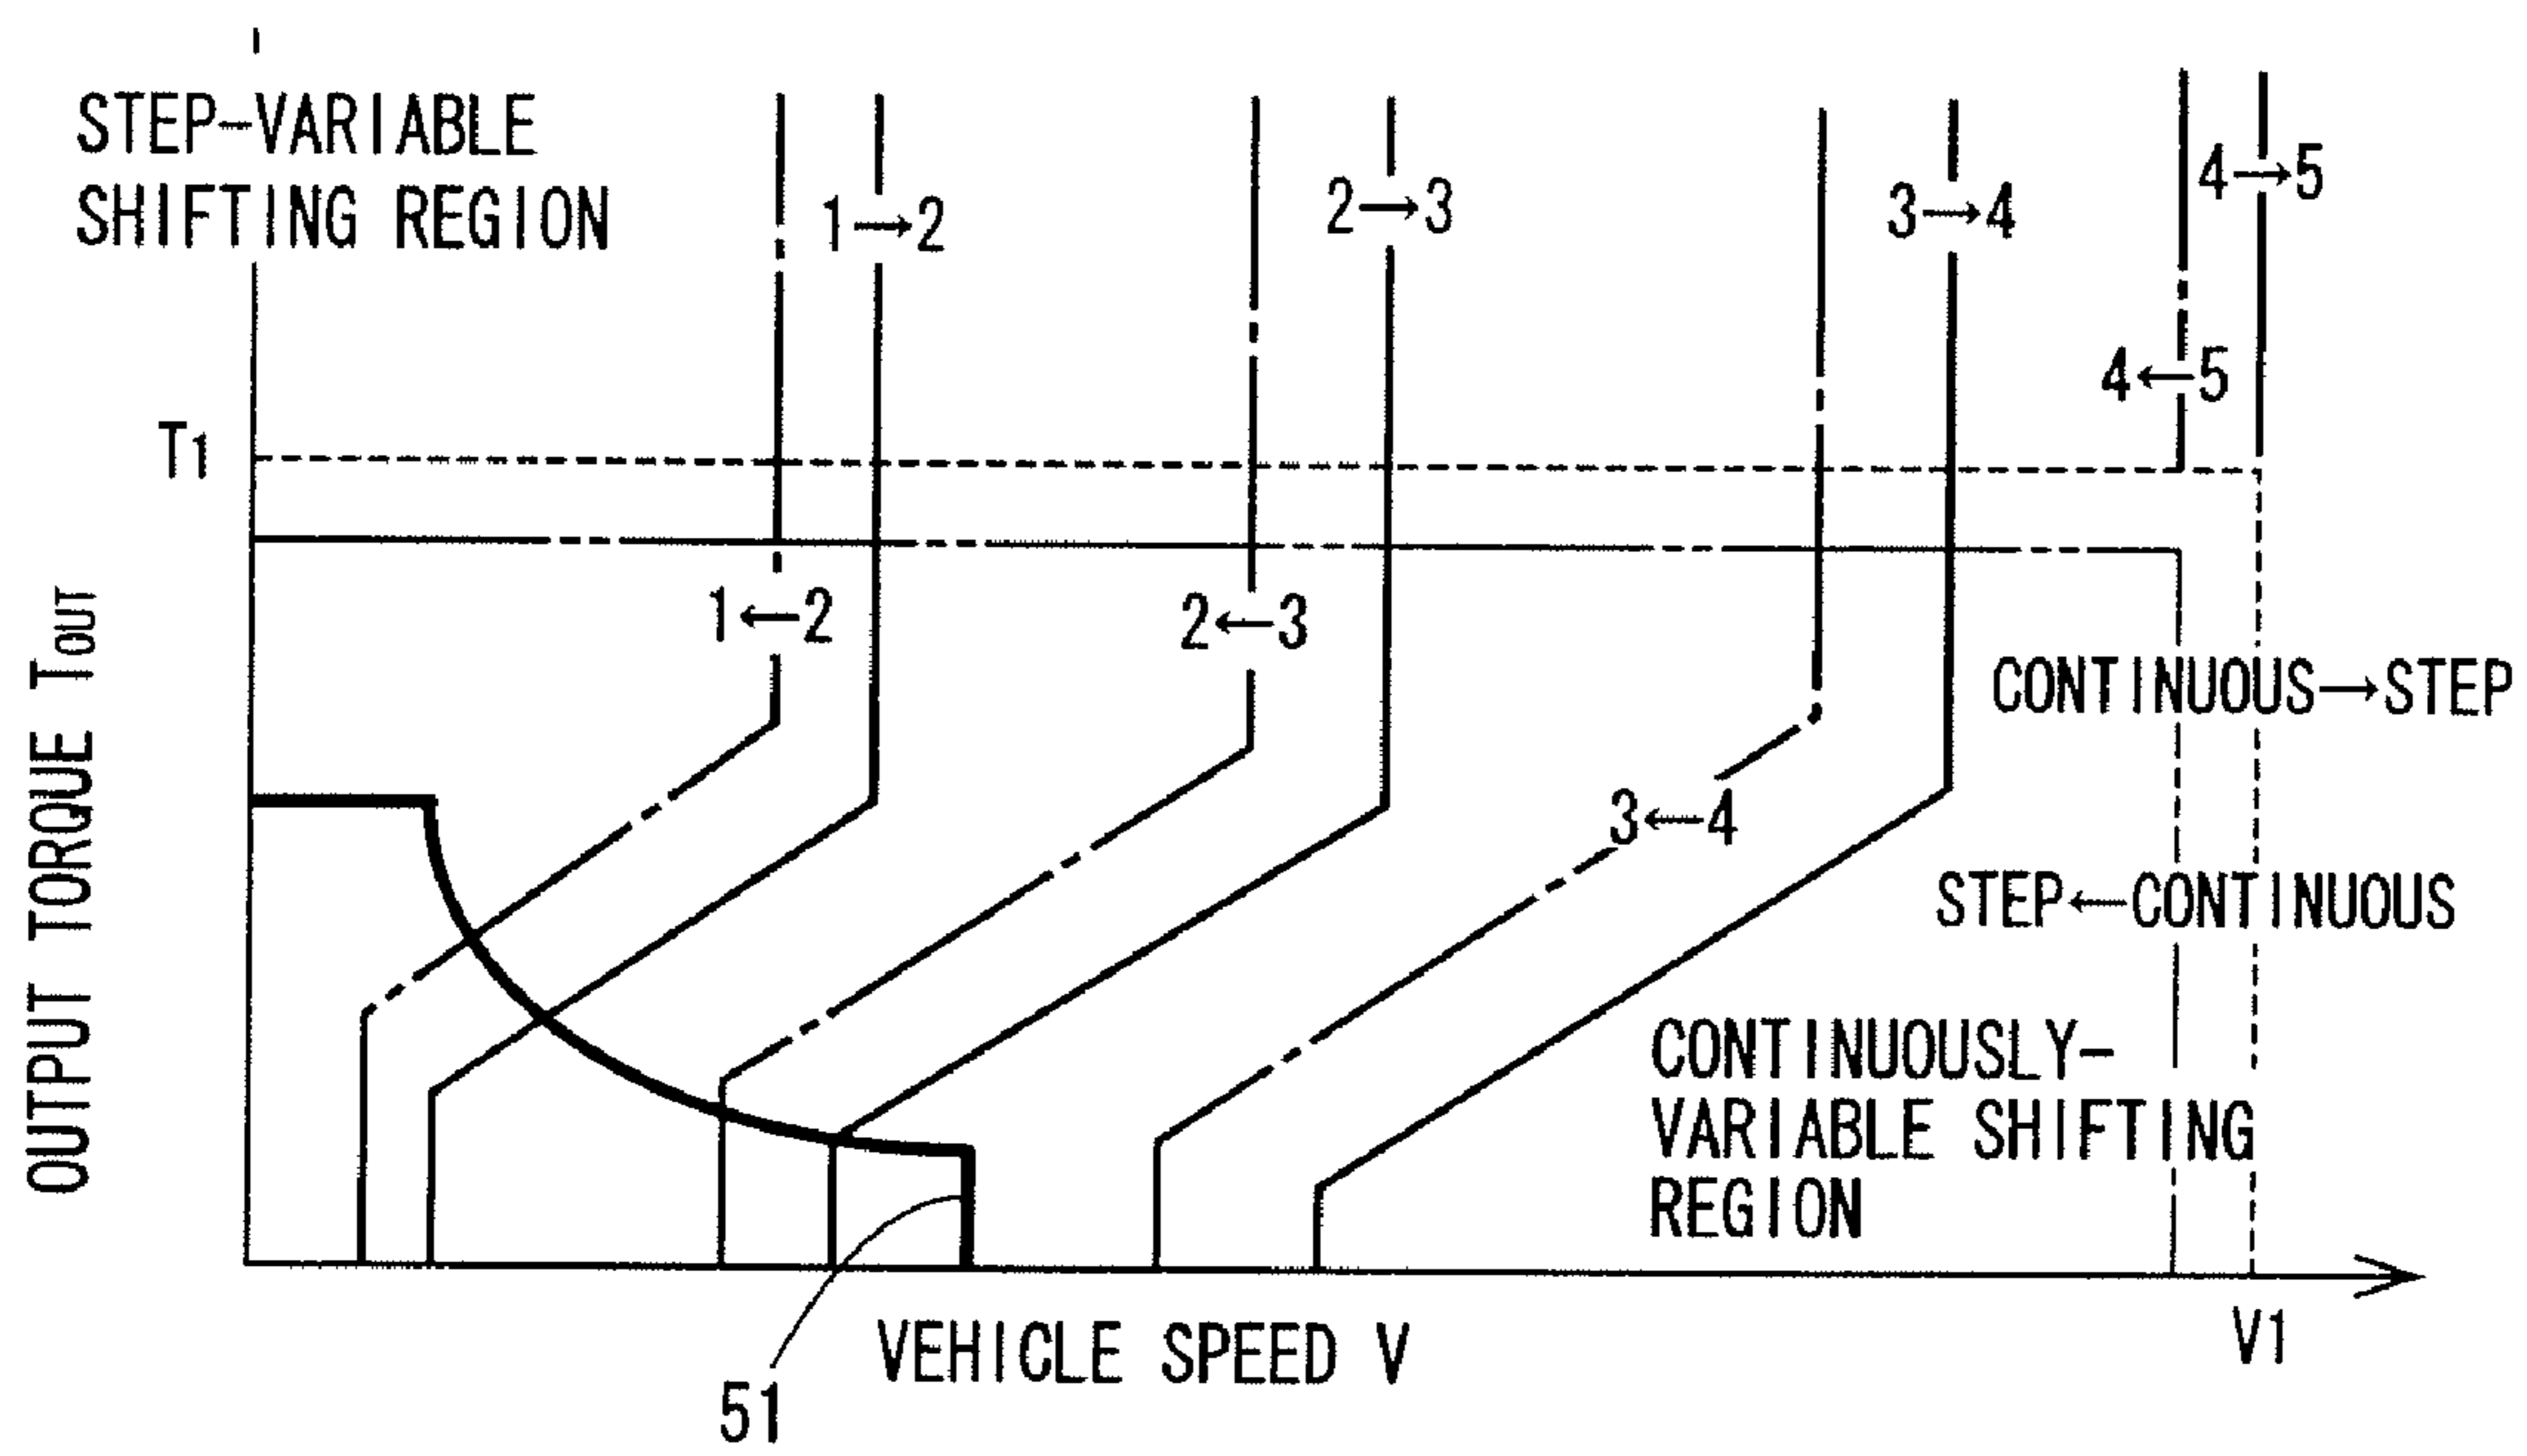 STEP-VARIABLE
SHIFTING REGION
1→2
2→3
3→4
4→5
4←5
T1
1←2
2←3
CONTINUOUS→STEP
3←4
STEP←CONTINUOUS
OUTPUT TORQUE TOUT
CONTINUOUSLY-
VARIABLE SHIFTING
REGION
VEHICLE SPEED V
V1
51